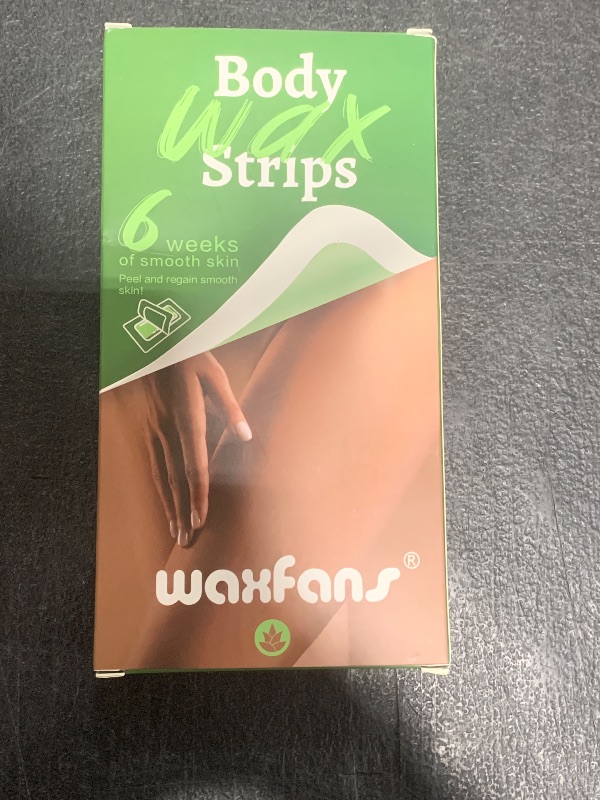 Body
wax
Strips
6 weeks
of smooth skin
Peel and regain smooth
skin!
waxfans®